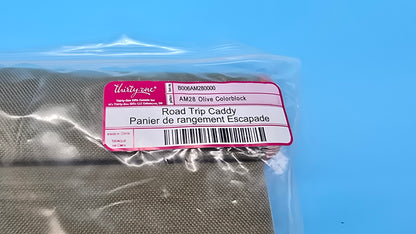 thirty-one®
B006AM280000
AM28 Olive Colorblock
Road Trip Caddy
Panier de rangement Escapade
Made in China